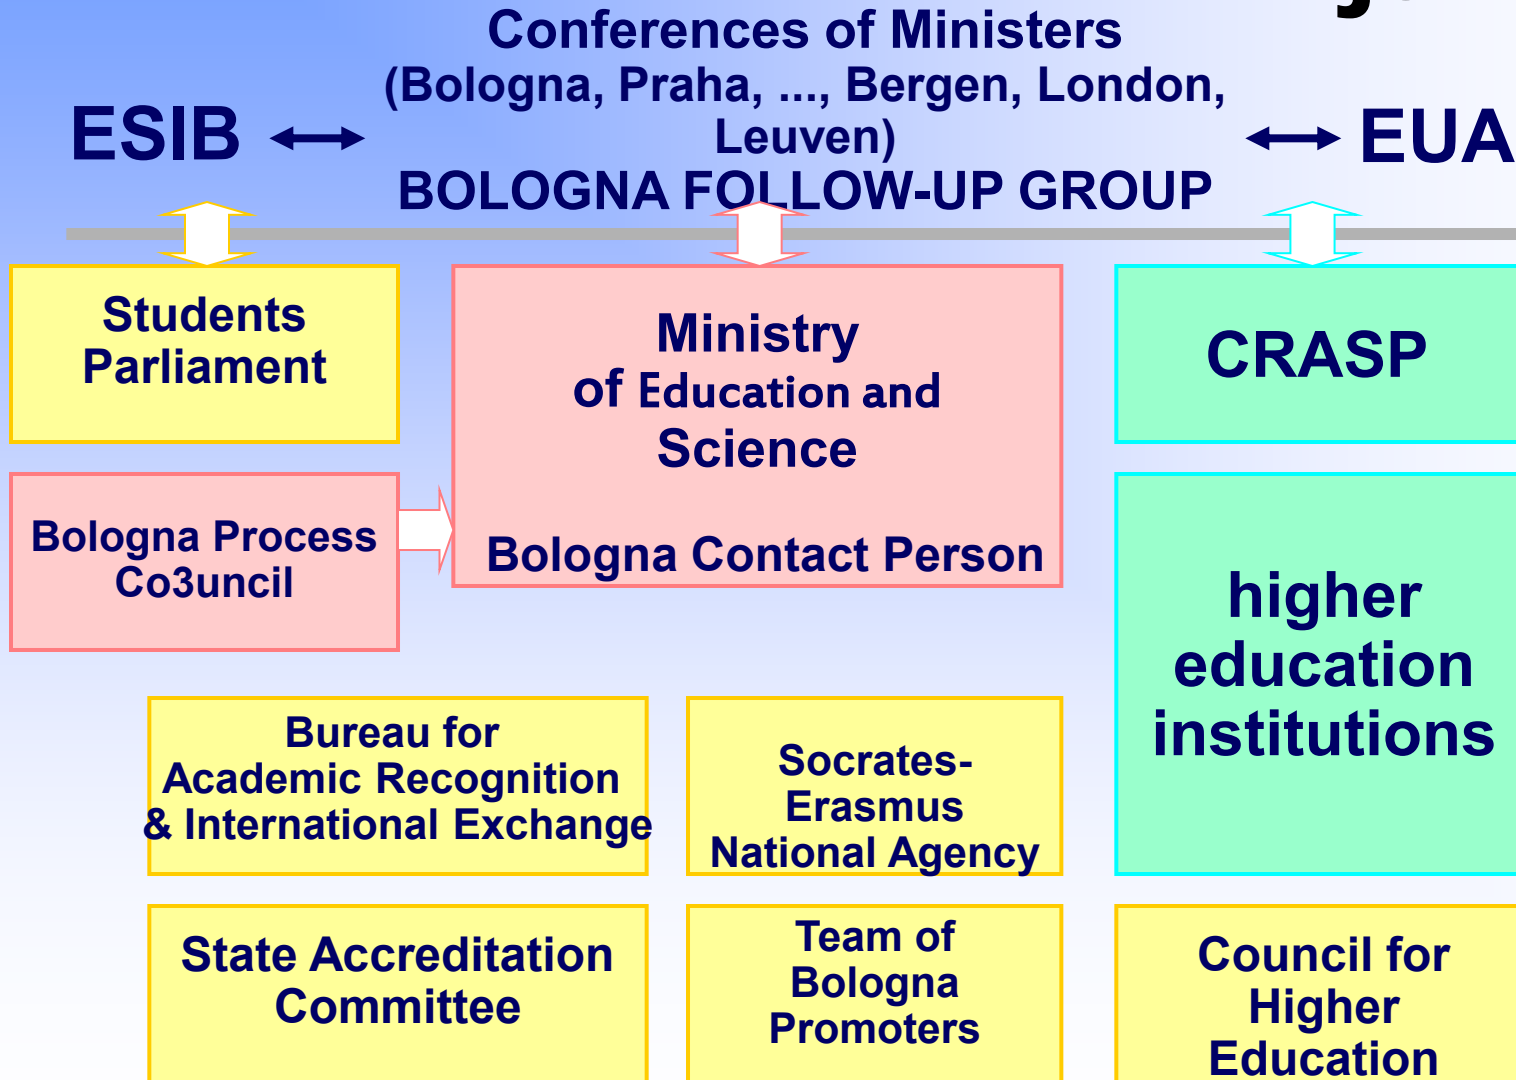 Conferences of Ministers
(Bologna, Praha, ..., Bergen, London,
Leuven)
BOLOGNA FOLLOW-UP GROUP
ESIB
EUA
Students
Parliament
Ministry
of Education and
Science
Bologna Contact Person
CRASP
Bologna Process
Co3uncil
higher
education
institutions
Bureau for
Academic Recognition
& International Exchange
Socrates-
Erasmus
National Agency
State Accreditation
Committee
Team of
Bologna
Promoters
Council for
Higher
Education